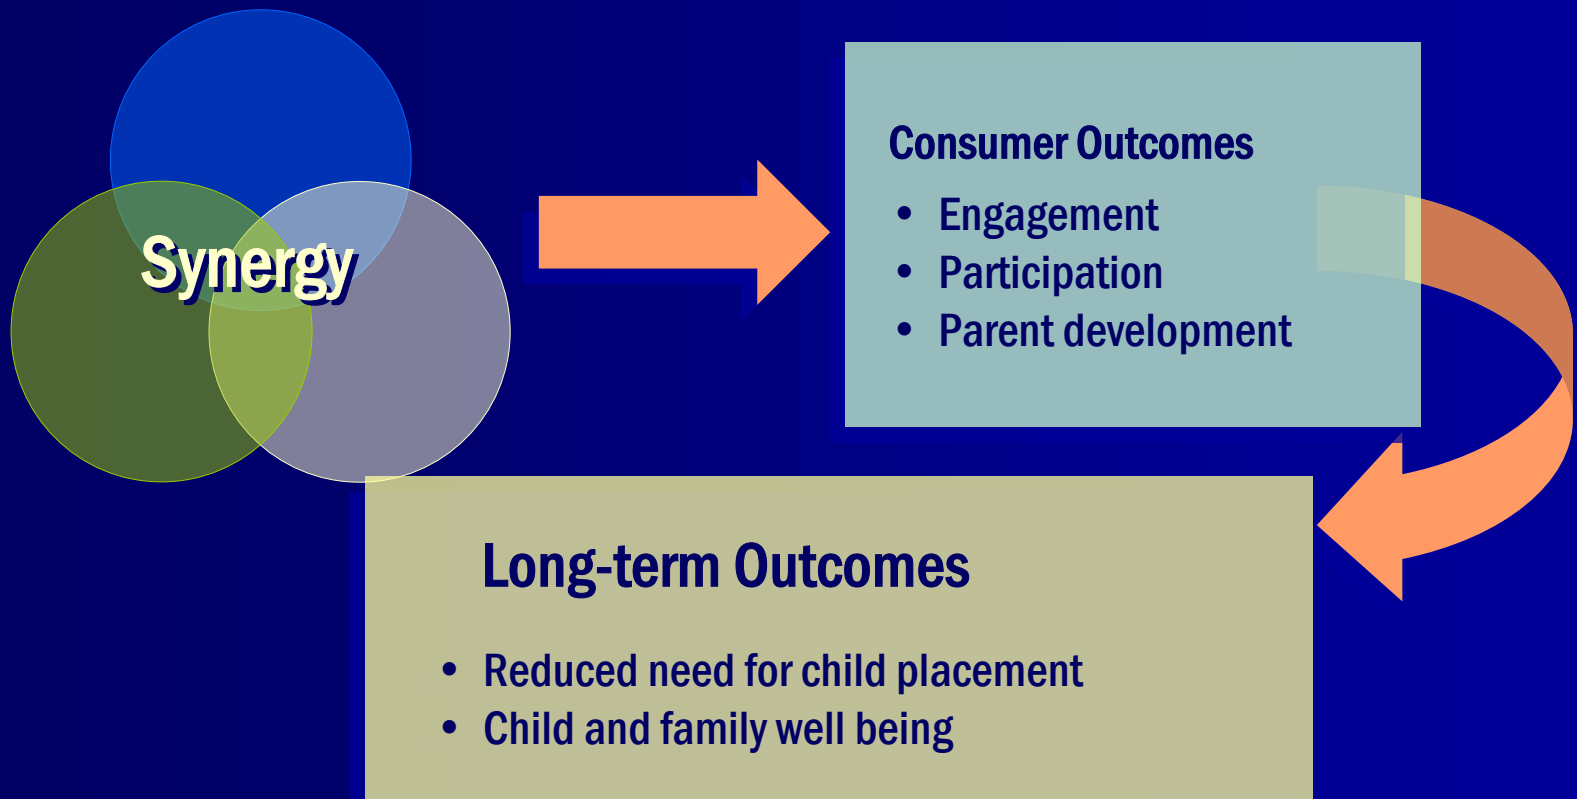 Synergy
Consumer Outcomes
• Engagement
• Participation
• Parent development
Long-term Outcomes
• Reduced need for child placement
• Child and family well being